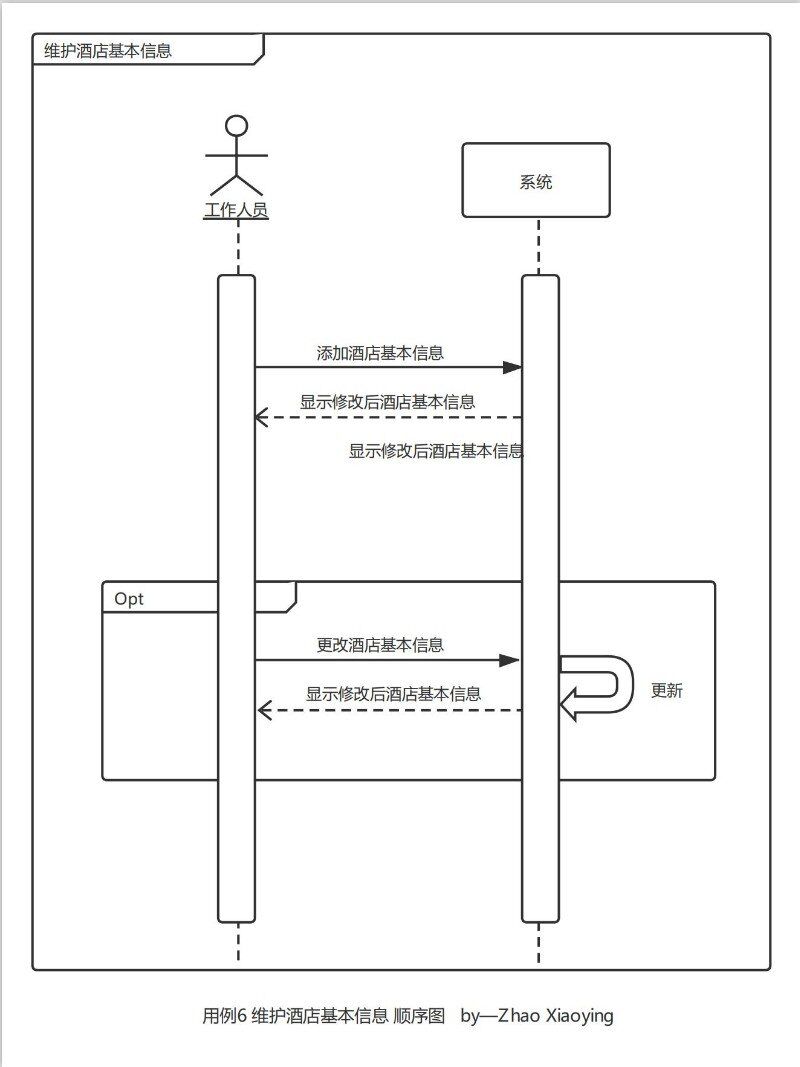 维护酒店基本信息
工作人员
系统
添加酒店基本信息
显示修改后酒店基本信息
显示修改后酒店基本信息
Opt
更改酒店基本信息
更新
显示修改后酒店基本信息
用例6 维护酒店基本信息 顺序图 by—Zhao Xiaoying